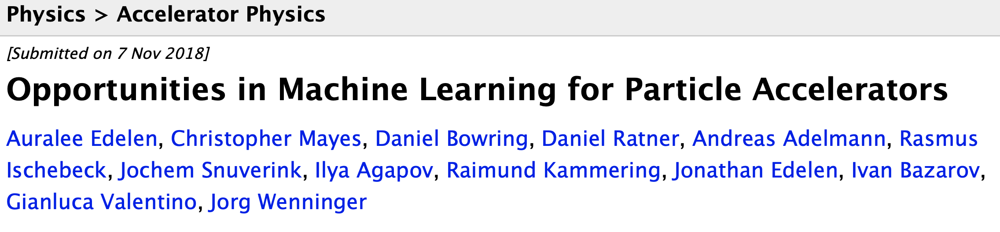 Physics > Accelerator Physics
[Submitted on 7 Nov 2018]
Opportunities in Machine Learning for Particle Accelerators
Auralee Edelen, Christopher Mayes, Daniel Bowring, Daniel Ratner, Andreas Adelmann, Rasmus
Ischebeck, Jochem Snuverink, Ilya Agapov, Raimund Kammering, Jonathan Edelen, Ivan Bazarov,
Gianluca Valentino, Jorg Wenninger